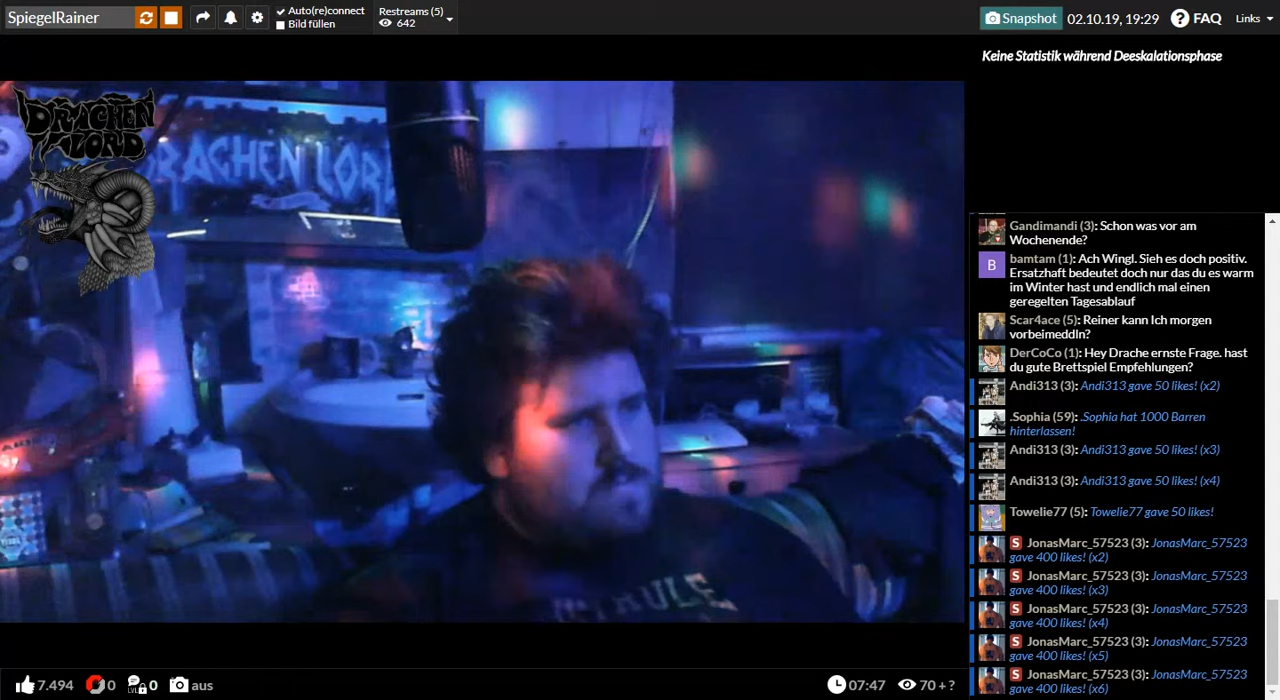 SpiegelRainer
Auto(re)connect
Bild füllen
Restreams (5)
642
Snapshot
02.10.19, 19:29
FAQ
Links
Keine Statistik während Deeskalationsphase
DRACHEN
LORD
DRACHEN LORD
Gandimandi (3): Schon was vor am
Wochenende?
B
bamtam (1): Ach Wingl. Sieh es doch positiv.
Ersatzhaft bedeutet doch nur das du es warm
im Winter hast und endlich mal einen
geregelten Tagesablauf
Scar4ace (5): Reiner kann Ich morgen
vorbeimeddln?
DerCoCo (1): Hey Drache ernste Frage. hast
du gute Brettspiel Empfehlungen?
Andi313 (3): Andi313 gave 50 likes! (x2)
.Sophia (59): .Sophia hat 1000 Barren
hinterlassen!
Andi313 (3): Andi313 gave 50 likes! (x3)
Andi313 (3): Andi313 gave 50 likes! (x4)
Towelie77 (5): Towelie77 gave 50 likes!
S JonasMarc_57523 (3): JonasMarc_57523
gave 400 likes! (x2)
S JonasMarc_57523 (3): JonasMarc_57523
gave 400 likes! (x3)
S JonasMarc_57523 (3): JonasMarc_57523
gave 400 likes! (x4)
S JonasMarc_57523 (3): JonasMarc_57523
gave 400 likes! (x5)
S JonasMarc_57523 (3): JonasMarc_57523
gave 400 likes! (x6)
7.494
0
LVL
0
aus
07:47
70 + ?